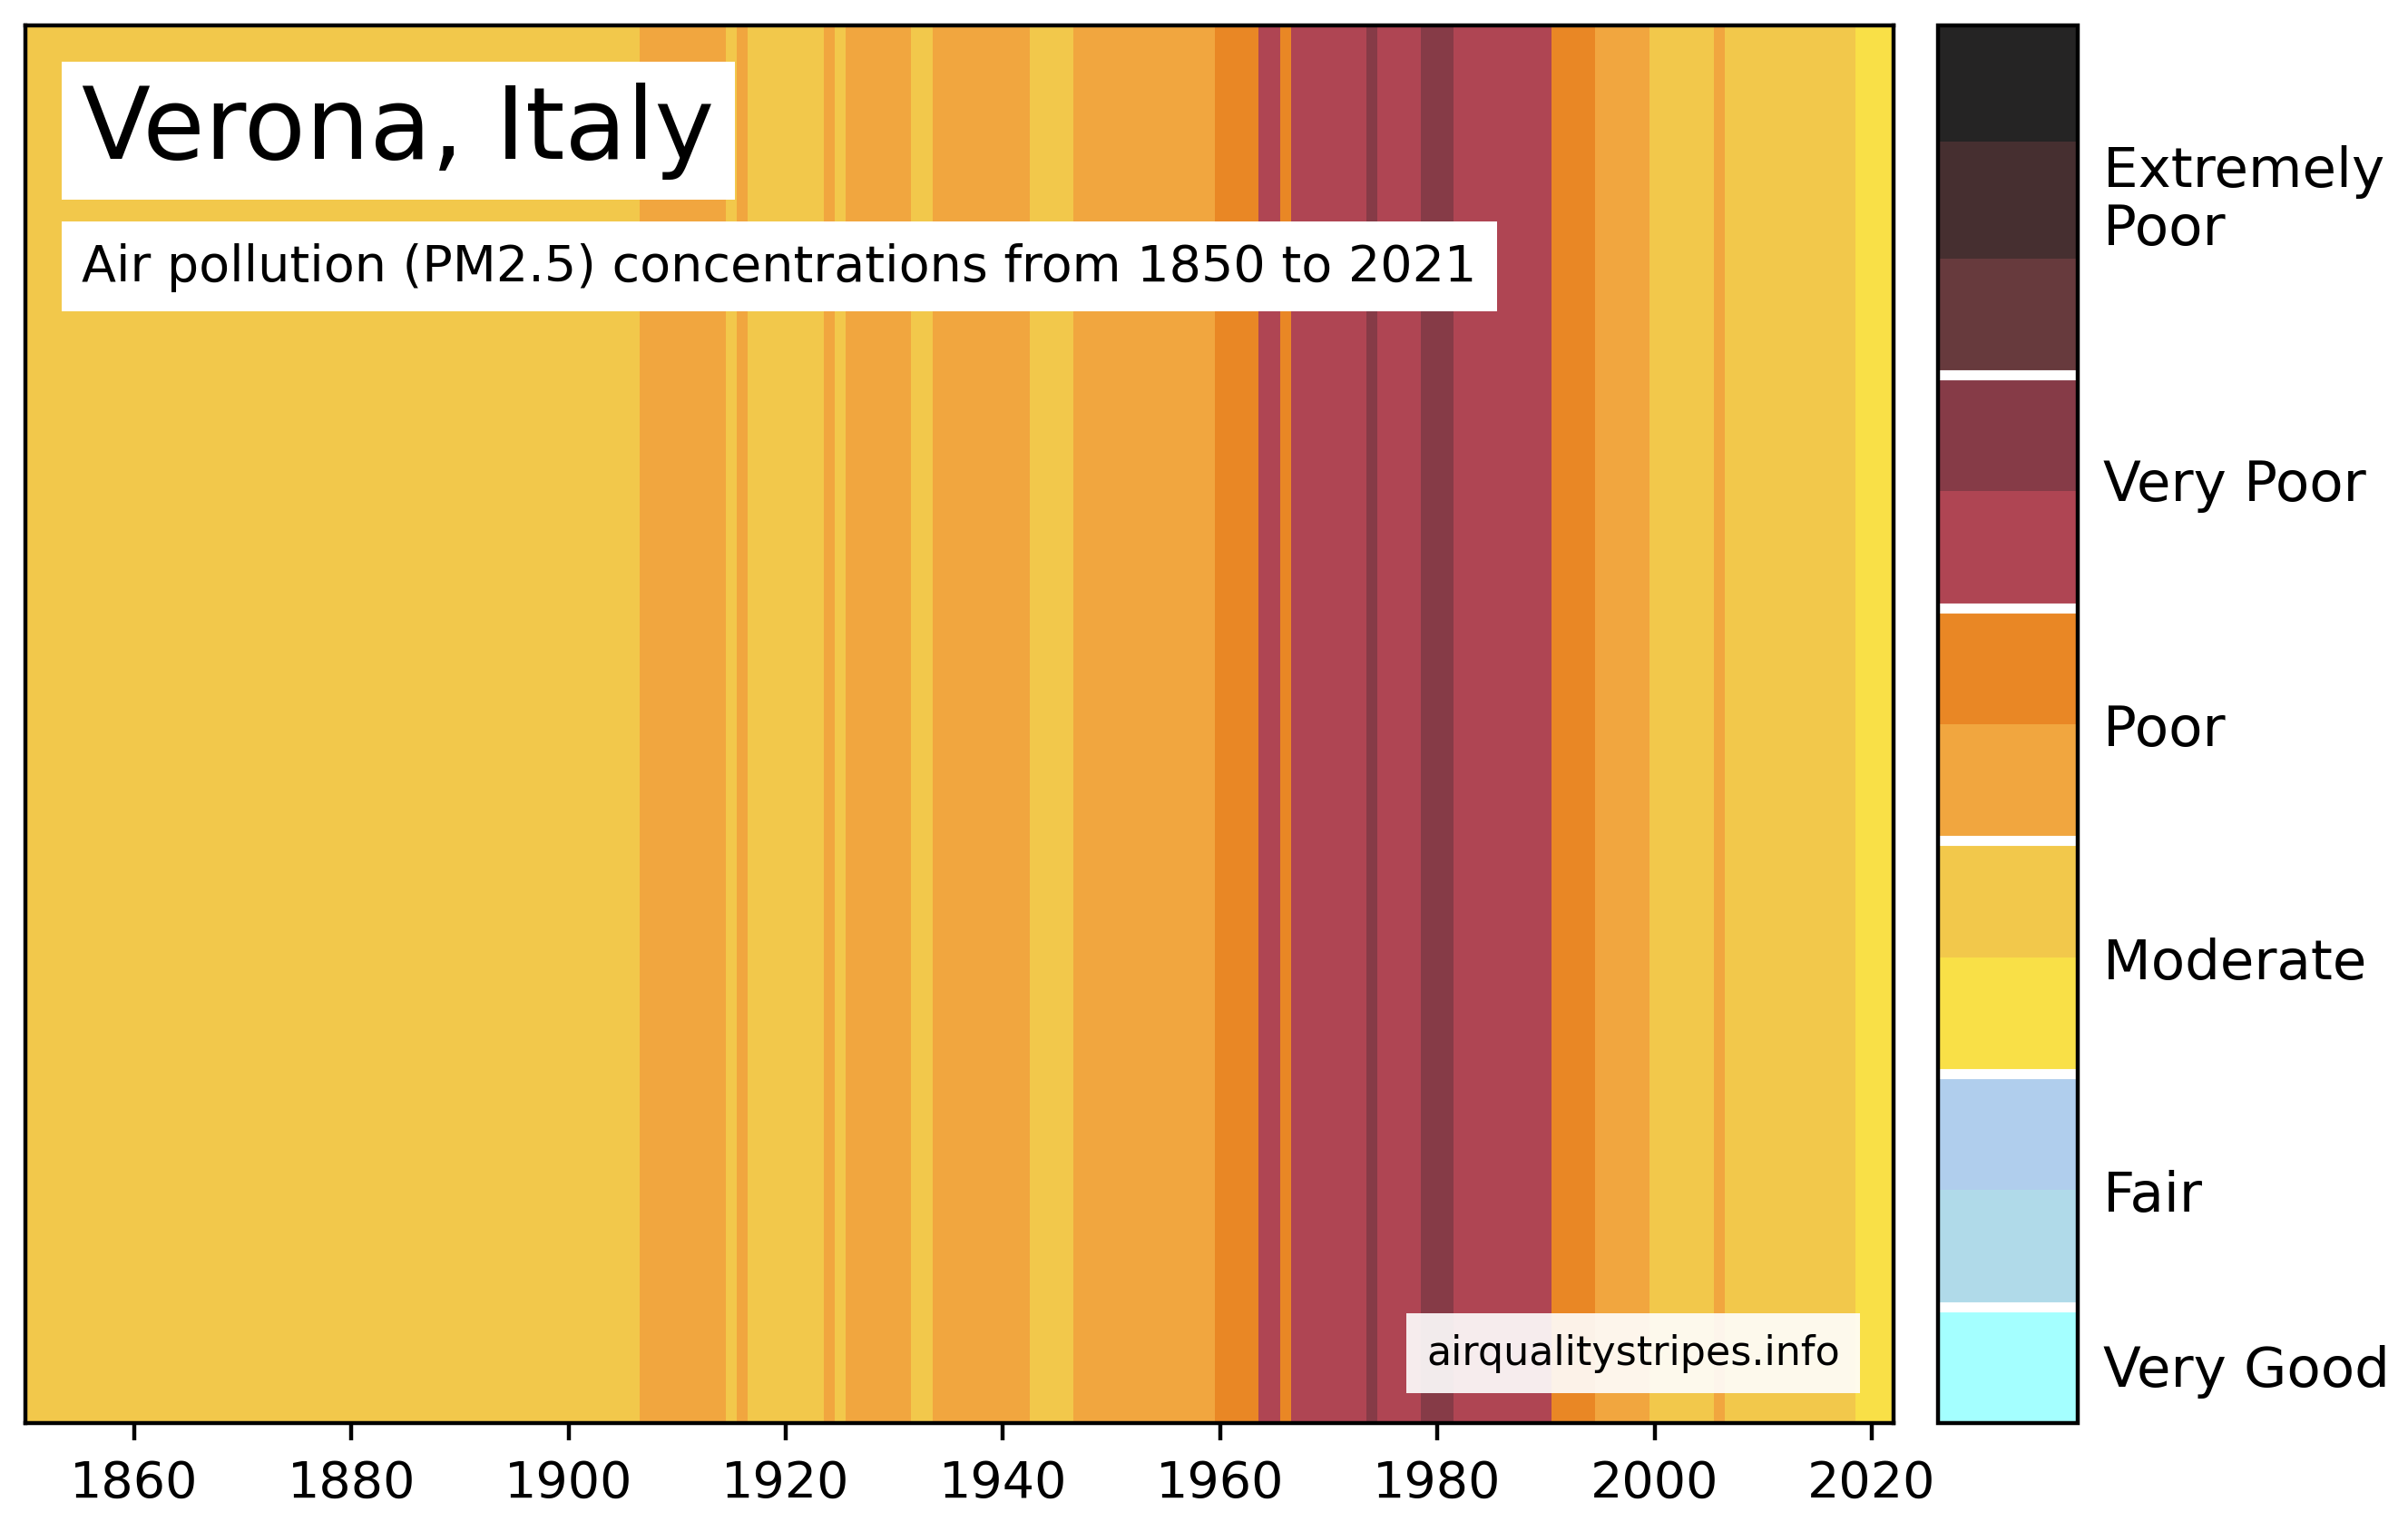 Verona, Italy
Air pollution (PM2.5) concentrations from 1850 to 2021
airqualitystripes.info
1860 1880 1900 1920 1940 1960 1980 2000 2020
Extremely
Poor
Very Poor
Poor
Moderate
Fair
Very Good